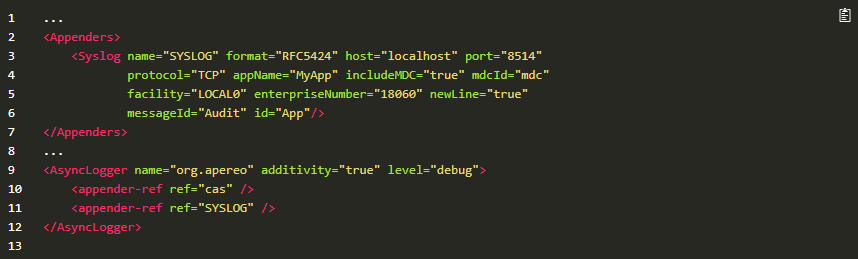 1 ...
2 <Appenders>
3 <Syslog name="SYSLOG" format="RFC5424" host="localhost" port="8514"
4 protocol="TCP" appName="MyApp" includeMDC="true" mdcId="mdc"
5 facility="LOCAL0" enterpriseNumber="18060" newLine="true"
6 messageId="Audit" id="App"/>
7 </Appenders>
8 ...
9 <AsyncLogger name="org.apereo" additivity="true" level="debug">
10 <appender-ref ref="cas" />
11 <appender-ref ref="SYSLOG" />
12 </AsyncLogger>
13